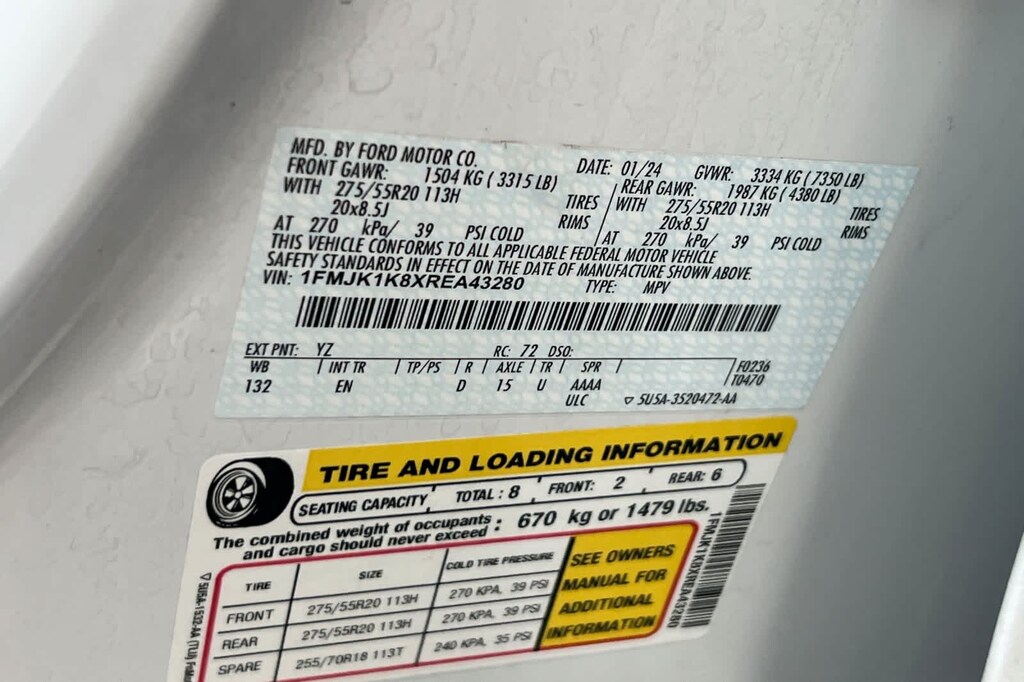 MFD. BY FORD MOTOR CO. DATE: 01/24 GVWR: 3334 KG ( 7350 LB)
FRONT GAWR: 1504 KG ( 3315 LB) REAR GAWR: 1987 KG ( 4380 LB)
WITH 275/55R20 113H TIRES WITH 275/55R20 113H TIRES
20x8.5J RIMS 20x8.5J RIMS
AT 270 kPa/ 39 PSI COLD AT 270 kPa/ 39 PSI COLD
THIS VEHICLE CONFORMS TO ALL APPLICABLE FEDERAL MOTOR VEHICLE
SAFETY STANDARDS IN EFFECT ON THE DATE OF MANUFACTURE SHOWN ABOVE.
VIN: 1FMJK1K8XREA43280 TYPE: MPV
EXT PNT: YZ RC: 72 DSO:
WB | INT TR | TP/PS | R | AXLE | TR | SPR | F0236
132 EN D 15 U AAAA T0470
ULC ▽ 5U5A-3520472-AA
TIRE AND LOADING INFORMATION
SEATING CAPACITY TOTAL : 8 FRONT: 2 REAR: 6
The combined weight of occupants and cargo should never exceed : 670 kg or 1479 lbs.
TIRE SIZE COLD TIRE PRESSURE
FRONT 275/55R20 113H 270 KPA, 39 PSI
REAR 275/55R20 113H 270 KPA, 39 PSI
SPARE 255/70R18 113T 240 KPA, 35 PSI
SEE OWNERS
MANUAL FOR
ADDITIONAL
INFORMATION
1FMJK1K8XREA43280